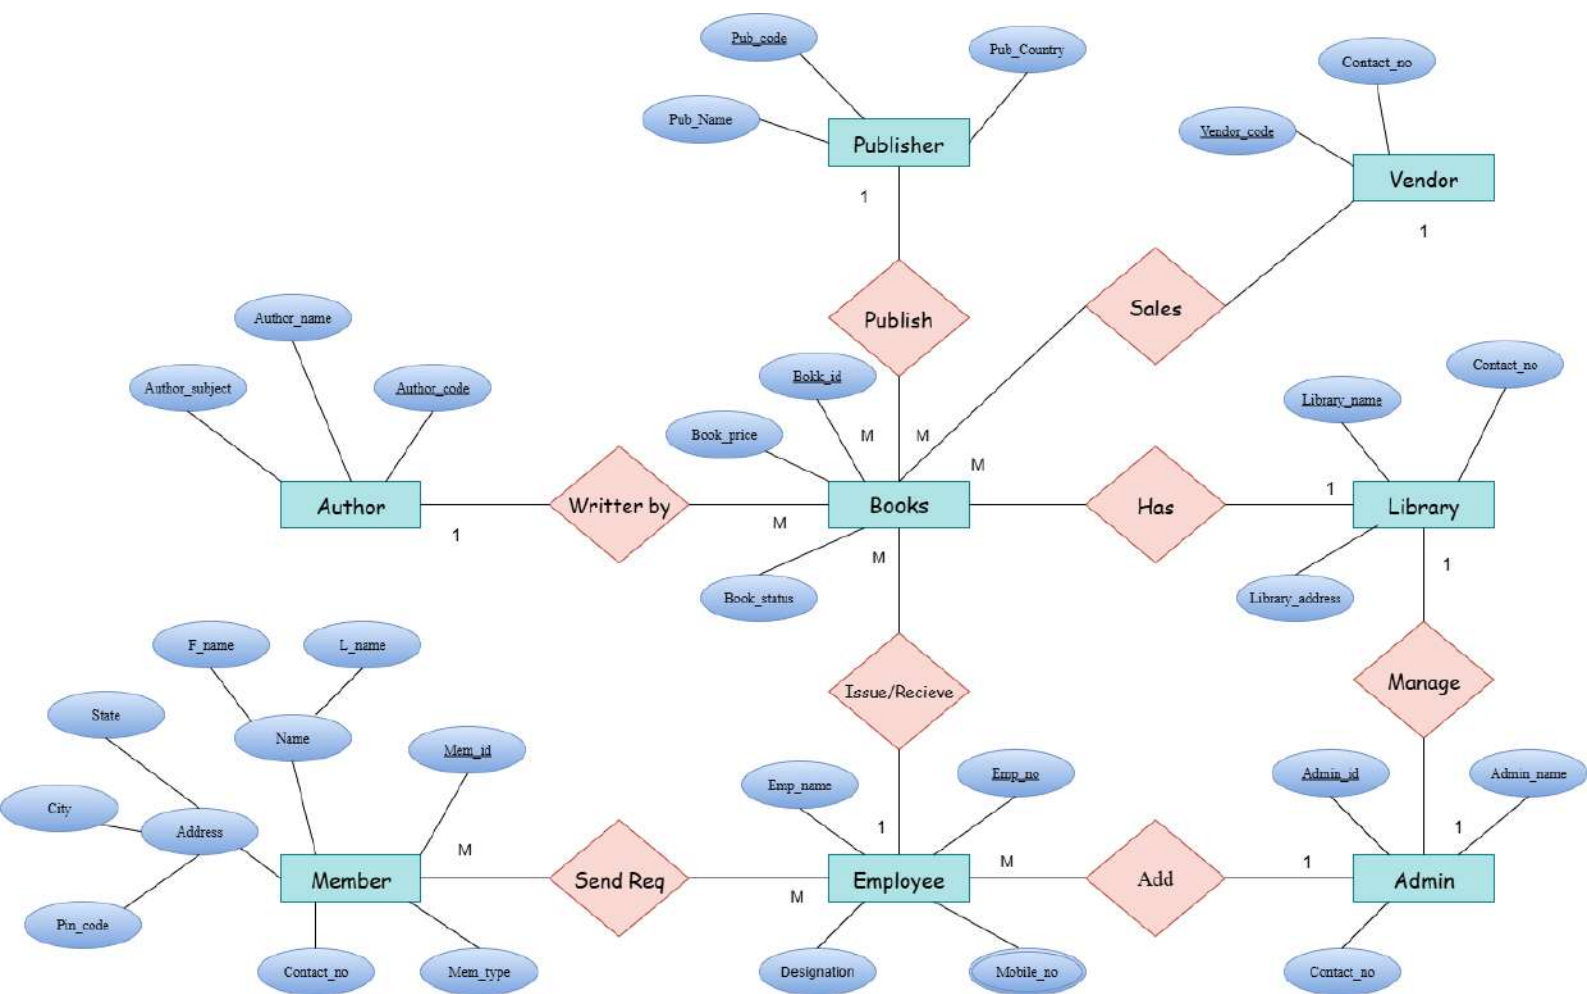 Pub_code
Pub_Country
Contact_no
Pub_Name
Vendor_code
Publisher
Vendor
1
1
Publish
Sales
Author_name
Author_subject
Author_code
Bokk_id
Library_name
Contact_no
Book_price
M
M
M
1
Author
Writter by
Books
Has
Library
1
M
M
1
Book_status
Library_address
F_name
L_name
Issue/Recieve
Manage
State
Name
Mem_id
Emp_name
Emp_no
Admin_id
Admin_name
City
Address
M
1
M
1
1
Member
Send Req
Employee
Add
Admin
M
Pin_code
Contact_no
Mem_type
Designation
Mobile_no
Contact_no